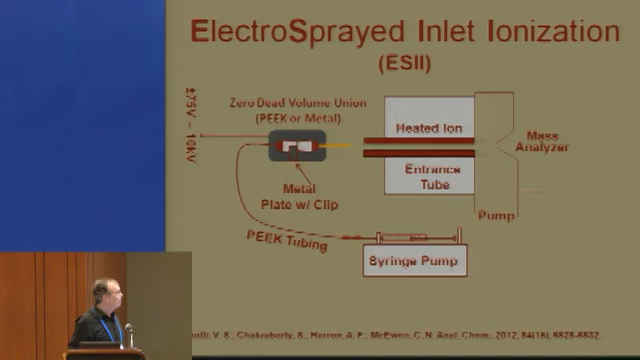 ElectroSprayed Inlet Ionization
(ESII)
±75V – 10kV
Zero Dead Volume Union
(PEEK or Metal)
Metal
Plate w/ Clip
Heated Ion
Entrance
Tube
Mass
Analyzer
Pump
PEEK Tubing
Syringe Pump
V. S., Chakrabarty, S., Harron, A. F., McEwen, C. N. Anal. Chem., 2012, 84(16), 6828-6832.